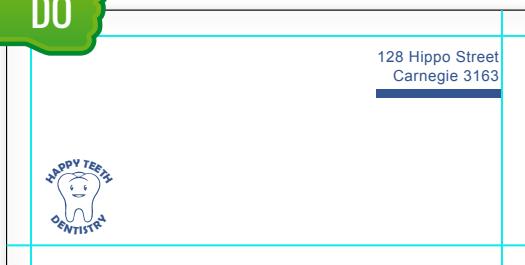 DO
128 Hippo Street
Carnegie 3163
HAPPY TEETH
DENTISTRY